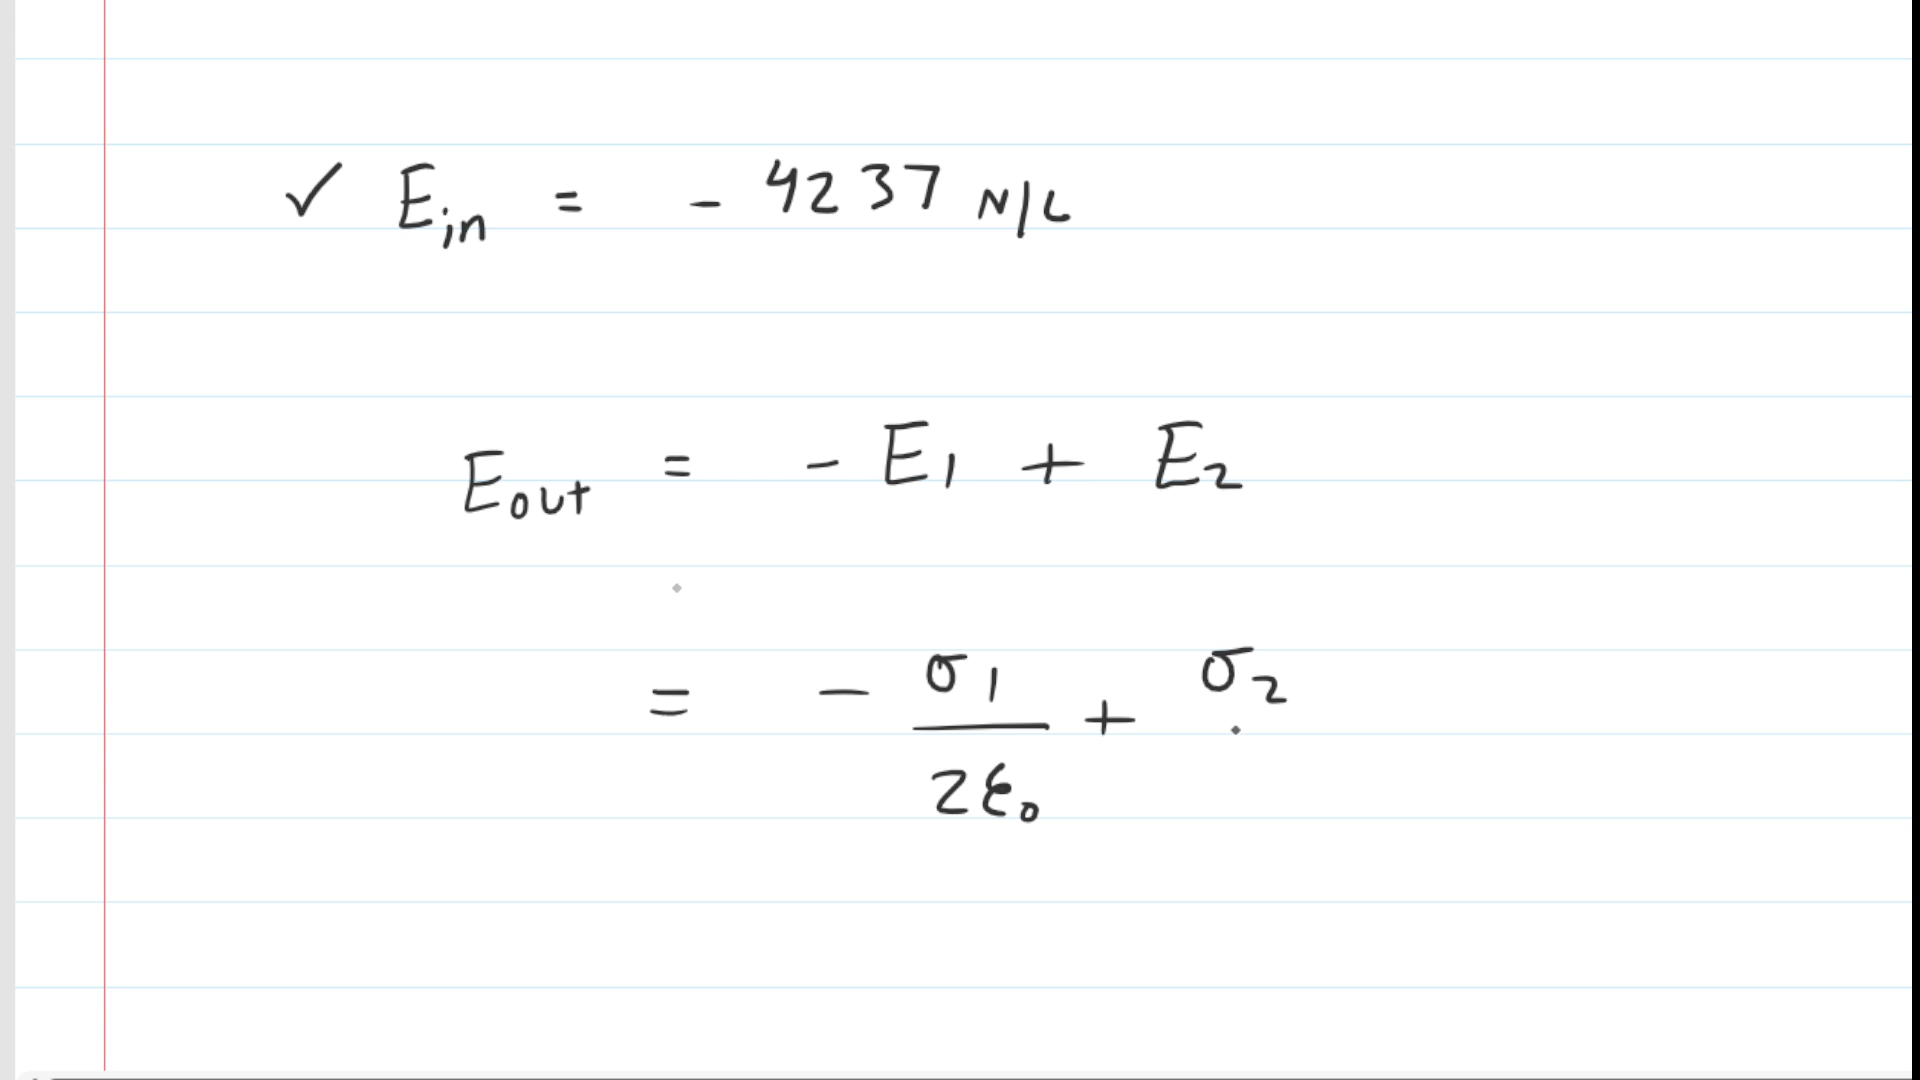 ✓ E_in = - 4237 N/C
E_out = - E_1 + E_2
= - σ_1/2ε_0 + σ_2